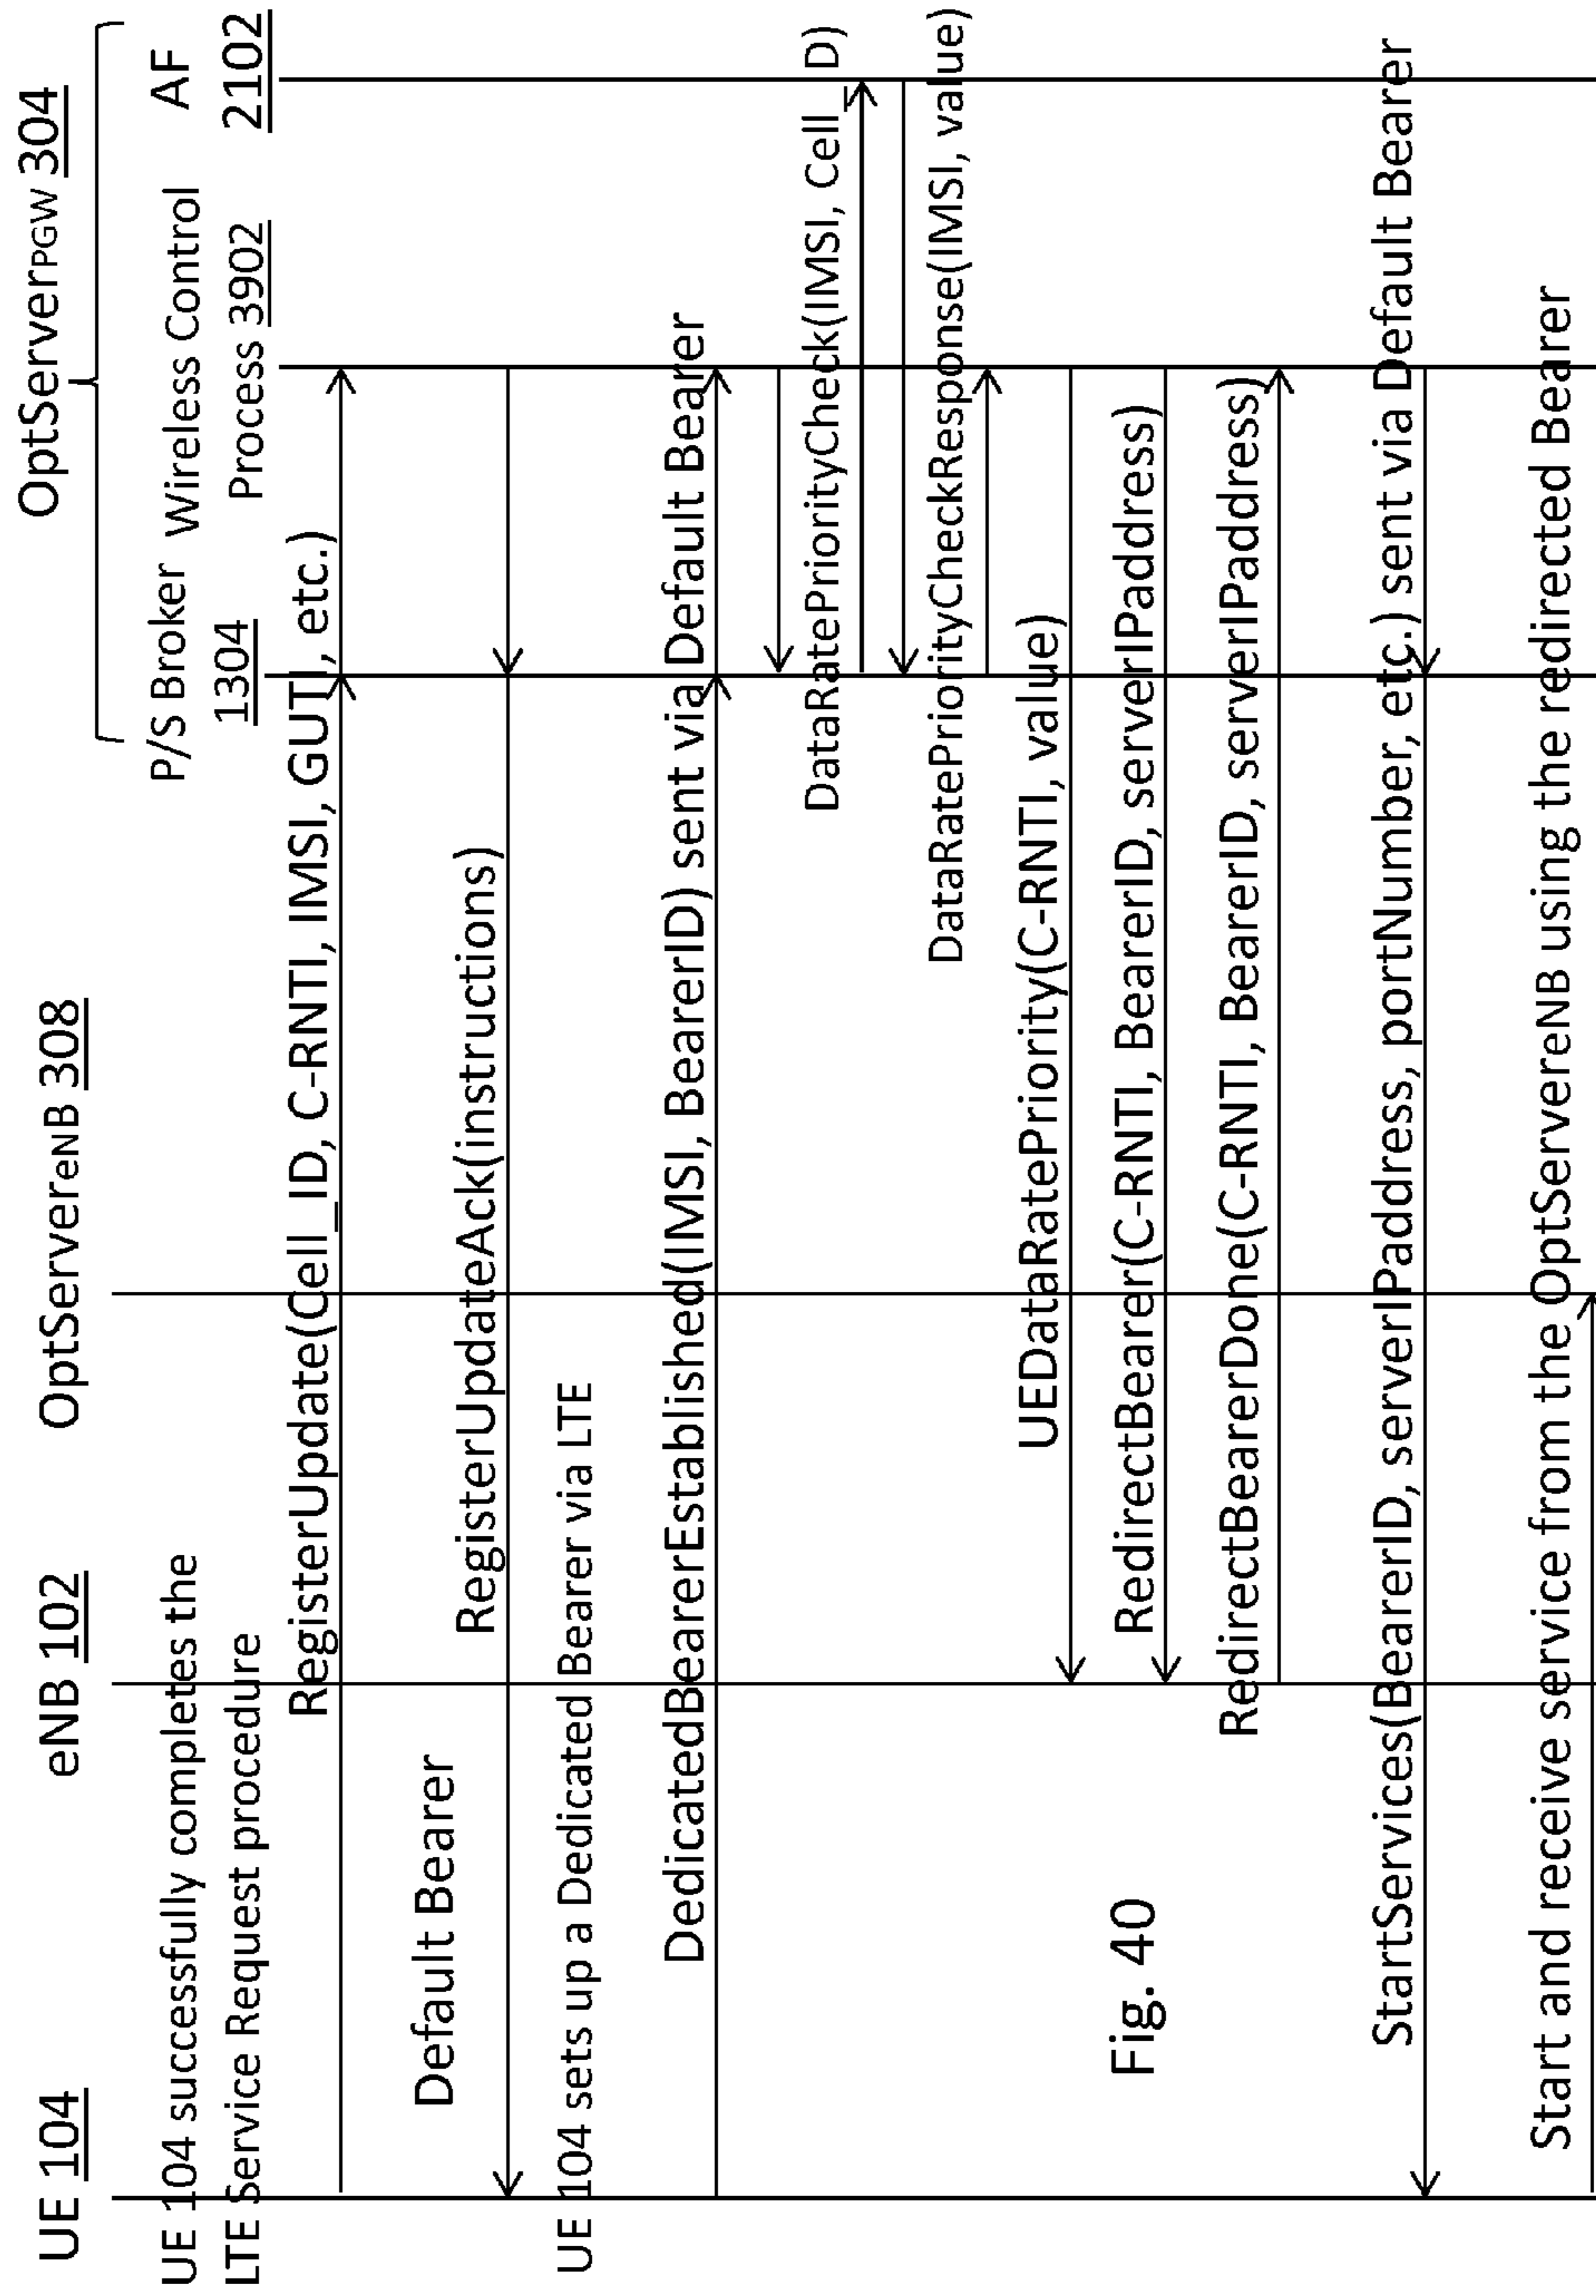 UE 104
eNB 102
OptServereNB 308
OptServerPGW 304
P/S Broker
1304
Wireless Control
Process 3902
AF
2102
UE 104 successfully completes the
LTE Service Request procedure
RegisterUpdate(Cell_ID, C-RNTI, IMSI, GUTI, etc.)
Default Bearer
RegisterUpdateAck(instructions)
UE 104 sets up a Dedicated Bearer via LTE
DedicatedBearerEstablished(IMSI, BearerID) sent via Default Bearer
DataRatePriorityCheck(IMSI, Cell_ID)
DataRatePriorityCheckResponse(IMSI, value)
UEDataRatePriority(C-RNTI, value)
RedirectBearer(C-RNTI, BearerID, serverIPaddress)
RedirectBearerDone(C-RNTI, BearerID, serverIPaddress)
StartServices(BearerID, serverIPaddress, portNumber, etc.) sent via Default Bearer
Start and receive service from the OptServereNB using the redirected Bearer
Fig. 40